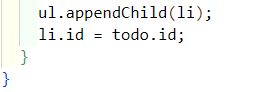 ul.appendChild(li);
li.id = todo.id;
}
}